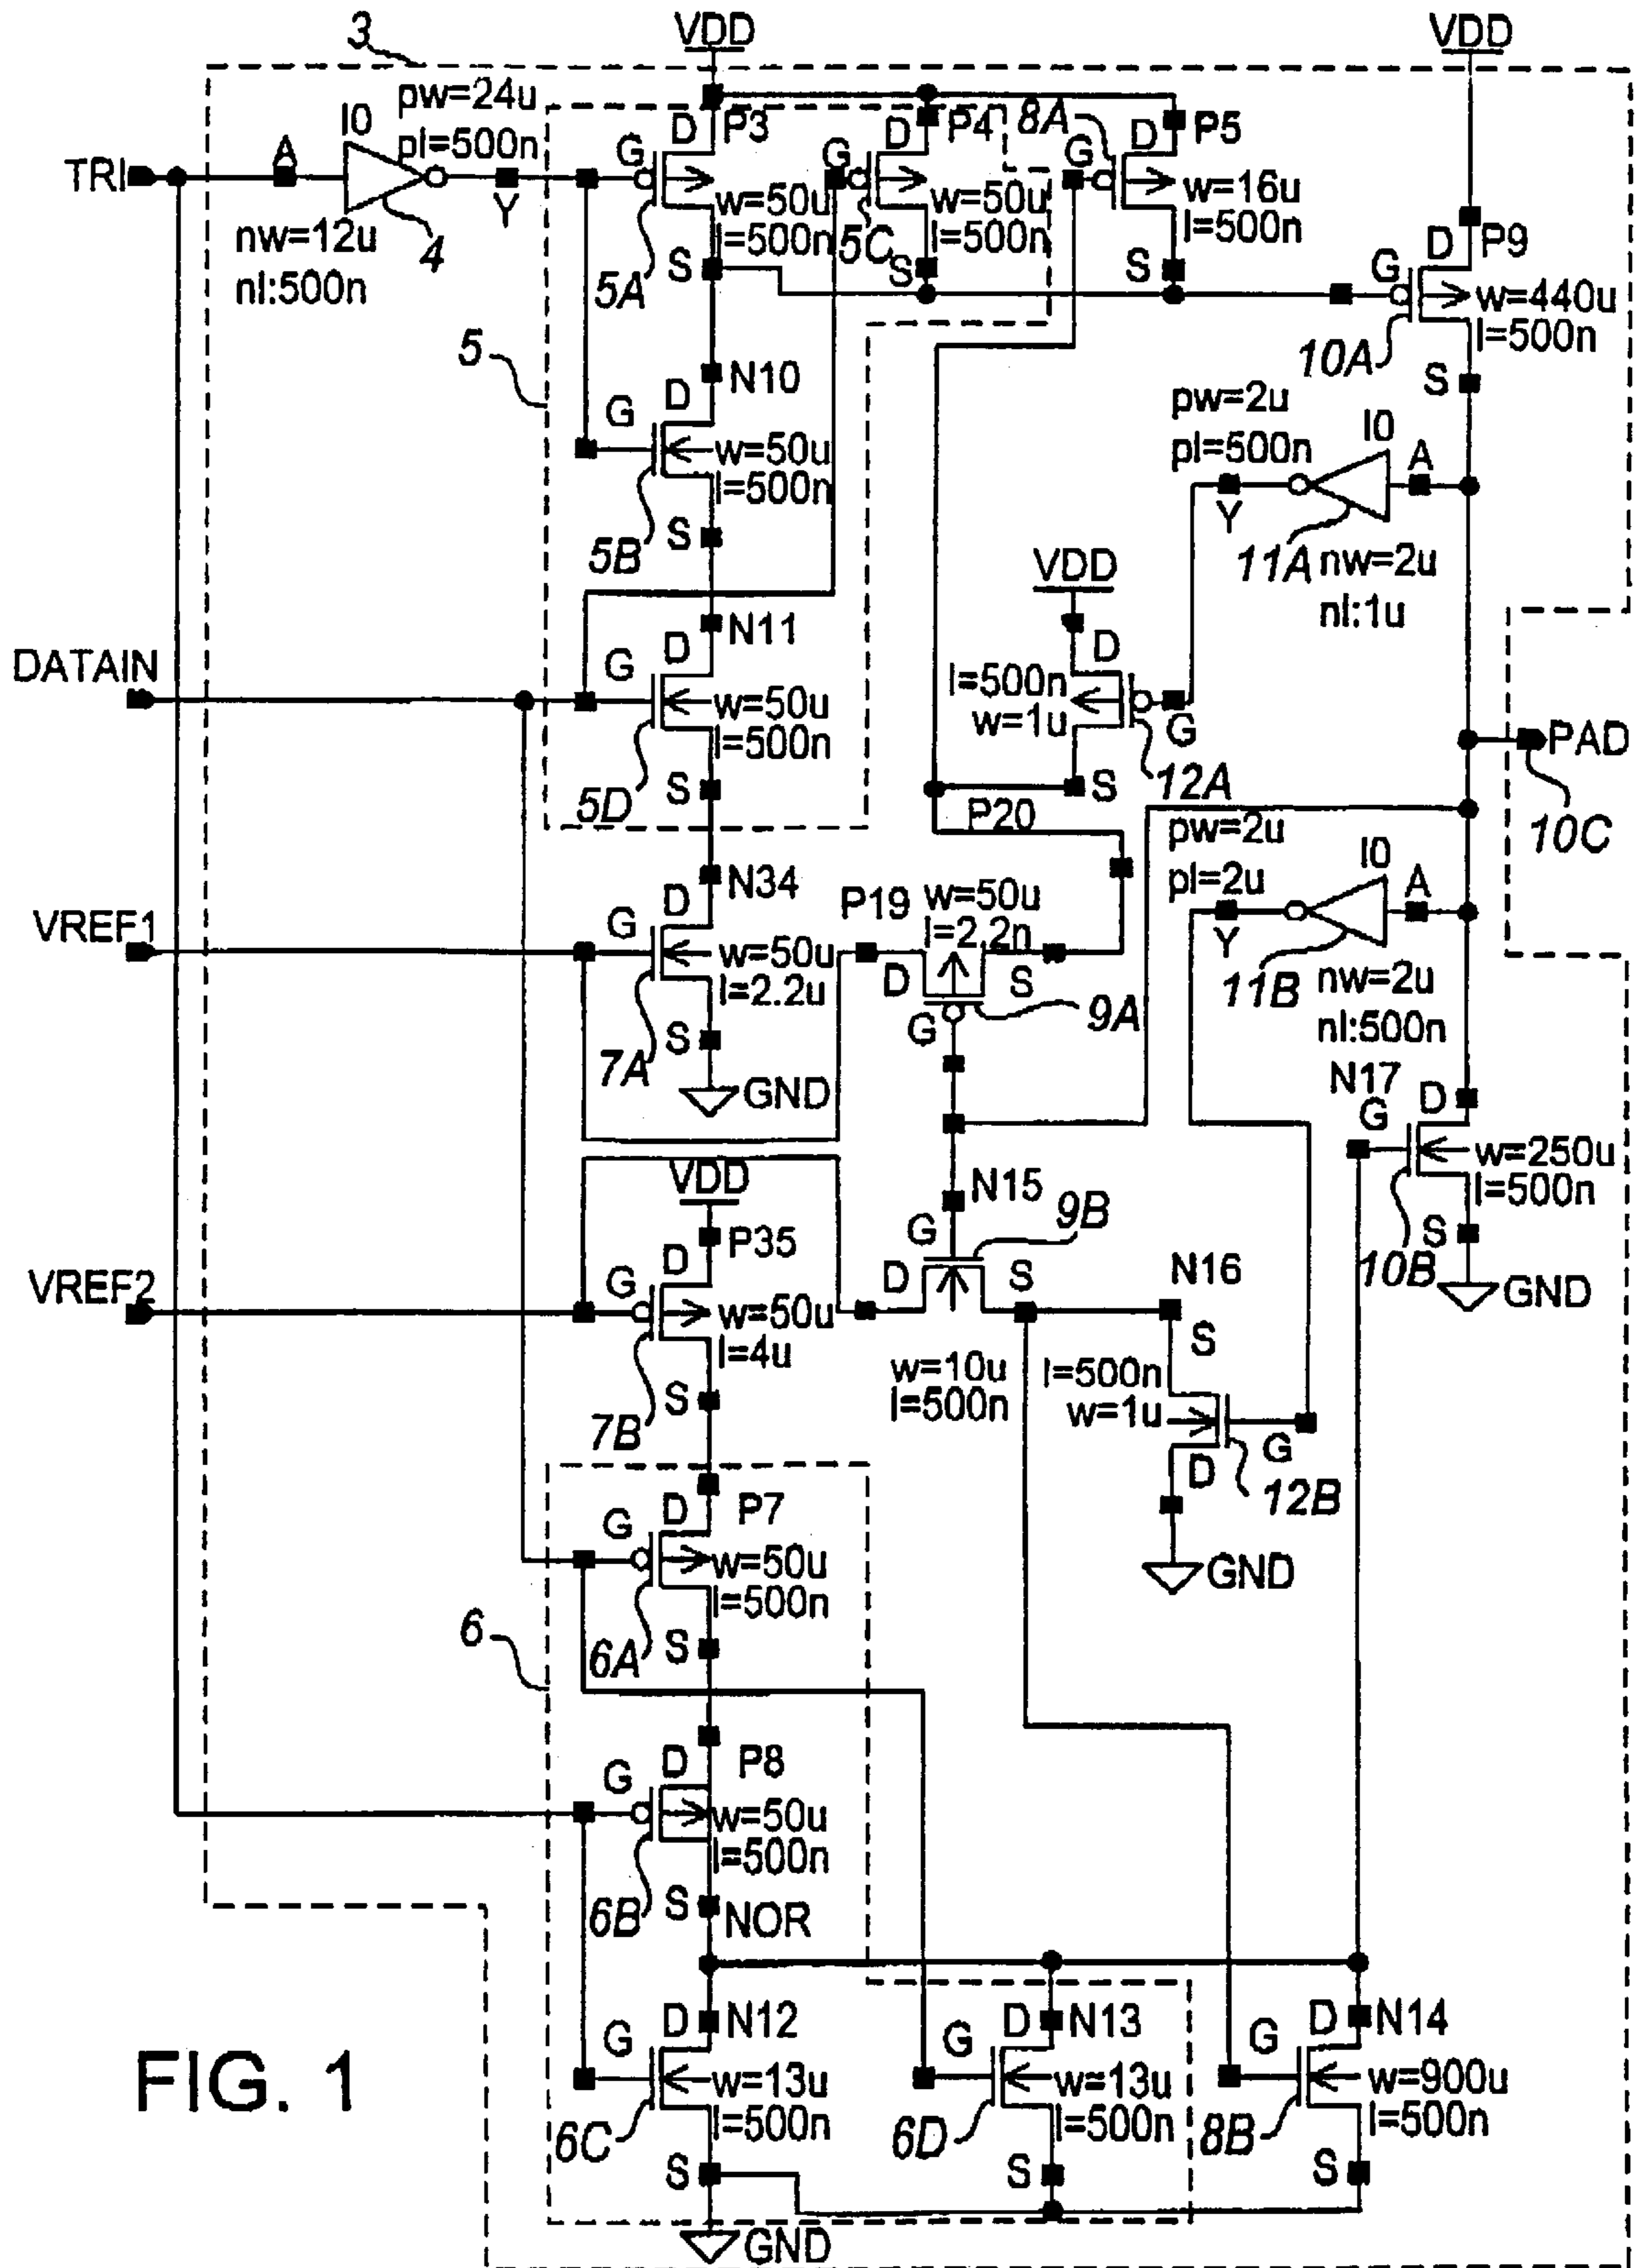 3
VDD
VDD
pw=24u
I0
pl=500n
TRI
A
Y
nw=12u
nl:500n
4
G
D
P3
w=50u
l=500n
S
5A
G
D
P4
w=50u
l=500n
S
5C
8A
G
D
P5
w=16u
l=500n
S
G
D
P9
w=440u
l=500n
S
10A
5
N10
G
D
w=50u
l=500n
S
5B
pw=2u
pl=500n
I0
A
Y
11A
nw=2u
nl:1u
VDD
D
l=500n
w=1u
G
S
12A
P20
DATAIN
N11
G
D
w=50u
l=500n
S
5D
PAD
10C
VREF1
N34
G
D
w=50u
l=2.2u
S
7A
GND
P19
w=50u
l=2.2n
D
S
G
9A
pw=2u
pl=2u
I0
A
Y
11B
nw=2u
nl:500n
N17
G
D
w=250u
l=500n
S
10B
GND
VREF2
VDD
P35
G
D
w=50u
l=4u
S
7B
N15
G
9B
D
S
w=10u
l=500n
N16
S
l=500n
w=1u
G
D
12B
GND
6
P7
G
D
w=50u
l=500n
S
6A
P8
G
D
w=50u
l=500n
S
6B
NOR
N12
G
D
w=13u
l=500n
S
6C
GND
N13
G
D
w=13u
l=500n
S
6D
N14
G
D
w=900u
l=500n
S
8B
FIG. 1